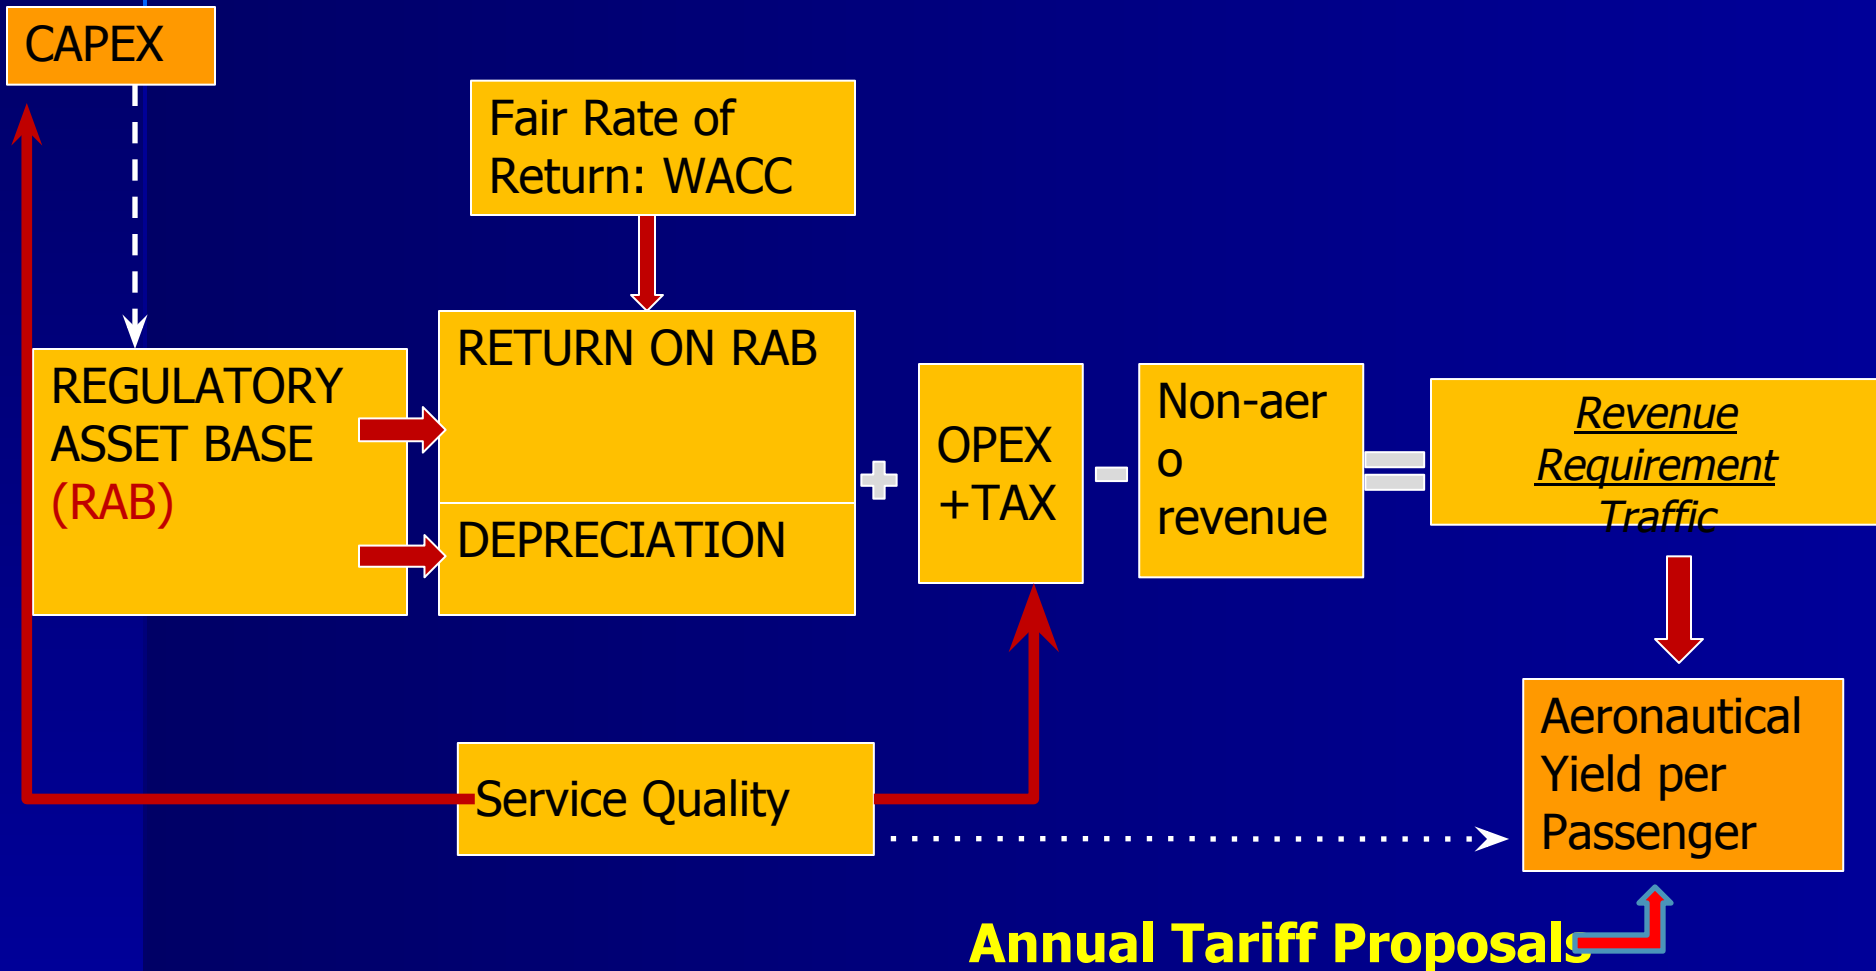 CAPEX
Fair Rate of
Return: WACC
REGULATORY
ASSET BASE
(RAB)
RETURN ON RAB
DEPRECIATION
OPEX
+TAX
Non-aer
o
revenue
Revenue
Requirement
Traffic
Service Quality
Aeronautical
Yield per
Passenger
Annual Tariff Proposals